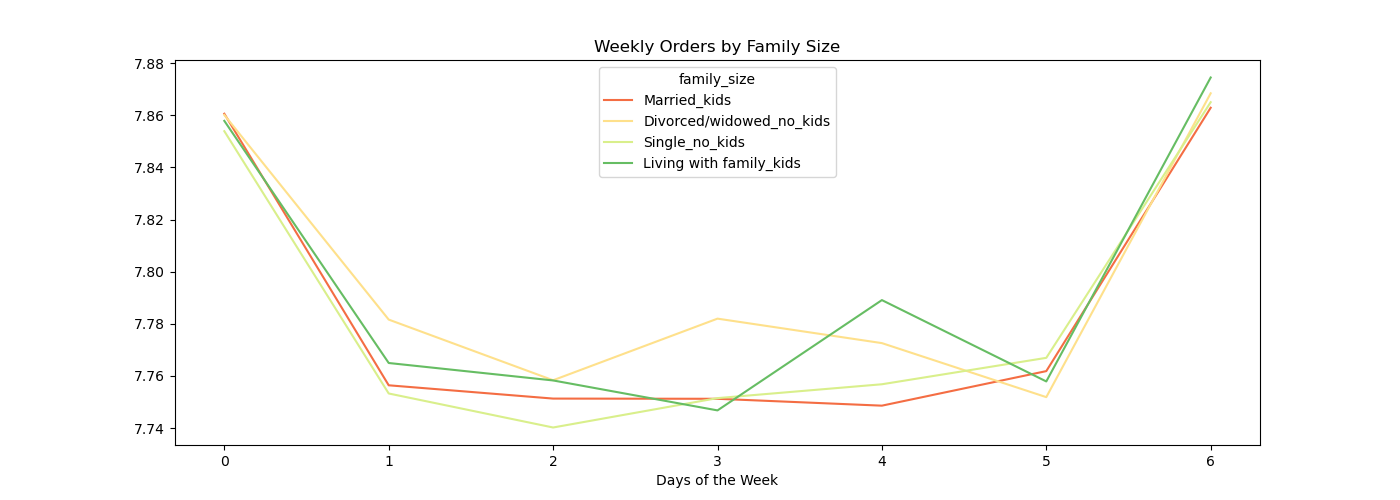 Weekly Orders by Family Size
7.88
7.86
7.84
7.82
7.80
7.78
7.76
7.74
family_size
Married_kids
Divorced/widowed_no_kids
Single_no_kids
Living with family_kids
0 1 2 3 4 5 6
Days of the Week